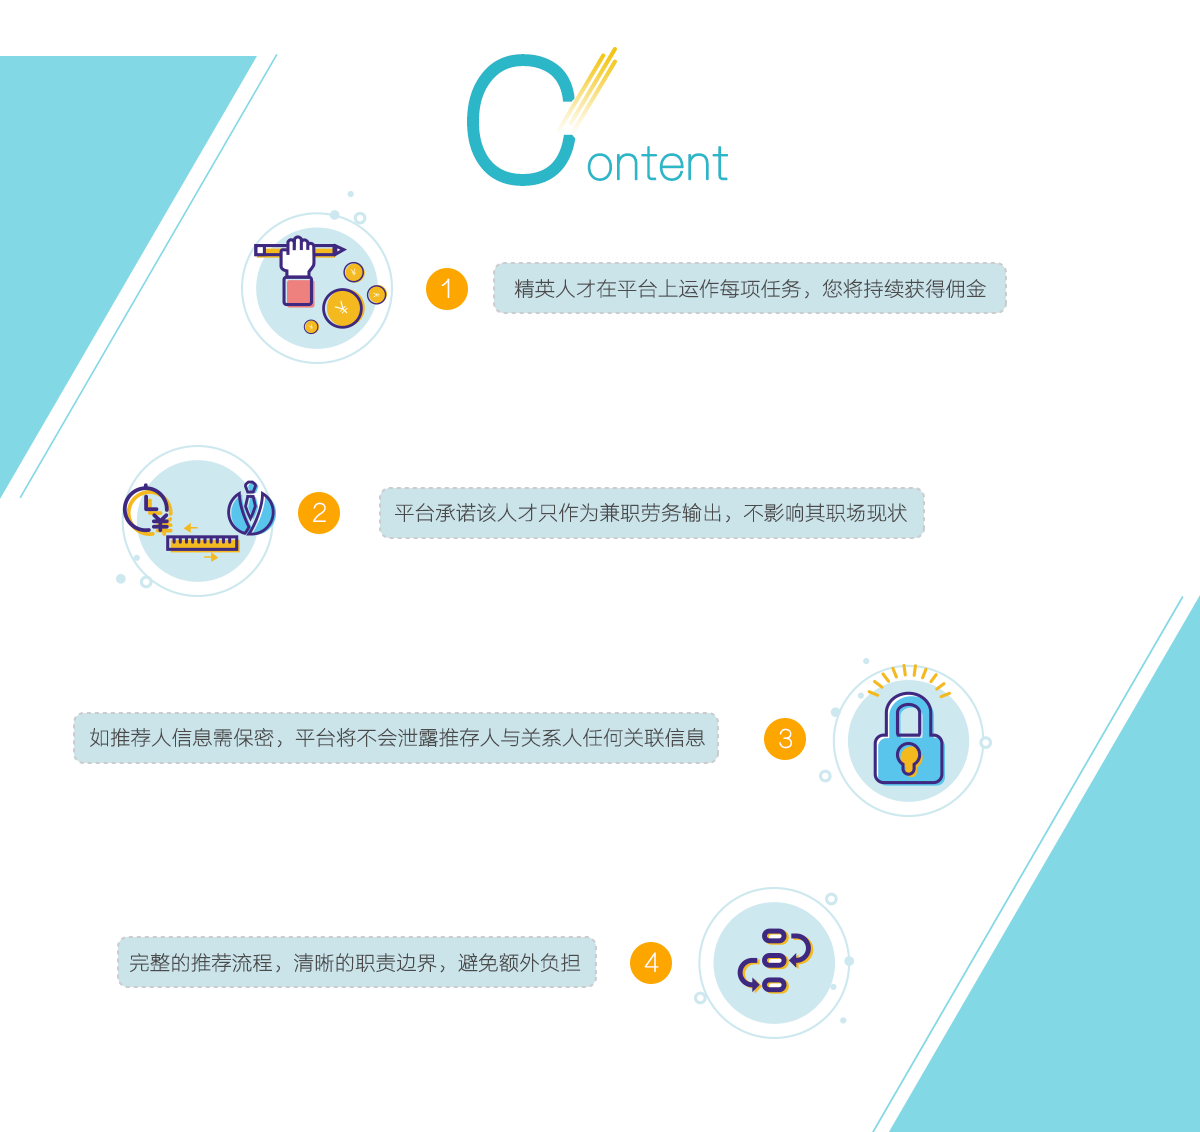 Content
1
精英人才在平台上运作每项任务，您将持续获得佣金
2
平台承诺该人才只作为兼职劳务输出，不影响其职场现状
如推荐人信息需保密，平台将不会泄露推存人与关系人任何关联信息
3
完整的推荐流程，清晰的职责边界，避免额外负担
4